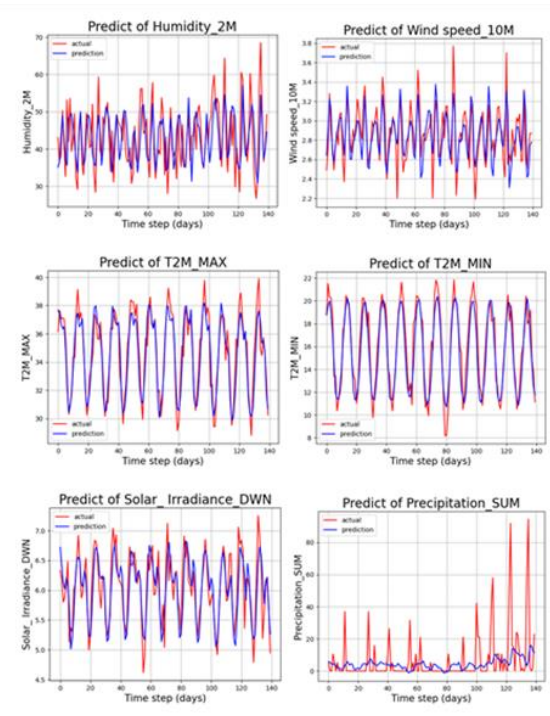 Predict of Humidity_2M
actual
prediction
70
60
50
40
30
Humidity_2M
0 20 40 60 80 100 120 140
Time step (days)
Predict of Wind speed_10M
actual
prediction
3.8
3.6
3.4
3.2
3.0
2.8
2.6
2.4
2.2
Wind speed_10M
0 20 40 60 80 100 120 140
Time step (days)
Predict of T2M_MAX
40
38
36
34
32
30
T2M_MAX
actual
prediction
0 20 40 60 80 100 120 140
Time step (days)
Predict of T2M_MIN
22
20
18
16
14
12
10
8
T2M_MIN
actual
prediction
0 20 40 60 80 100 120 140
Time step (days)
Predict of Solar_ Irradiance_DWN
actual
prediction
7.0
6.5
6.0
5.5
5.0
4.5
Solar_ Irradiance_DWN
0 20 40 60 80 100 120 140
Time step (days)
Predict of Precipitation_SUM
actual
prediction
80
60
40
20
0
Precipitation_SUM
0 20 40 60 80 100 120 140
Time step (days)